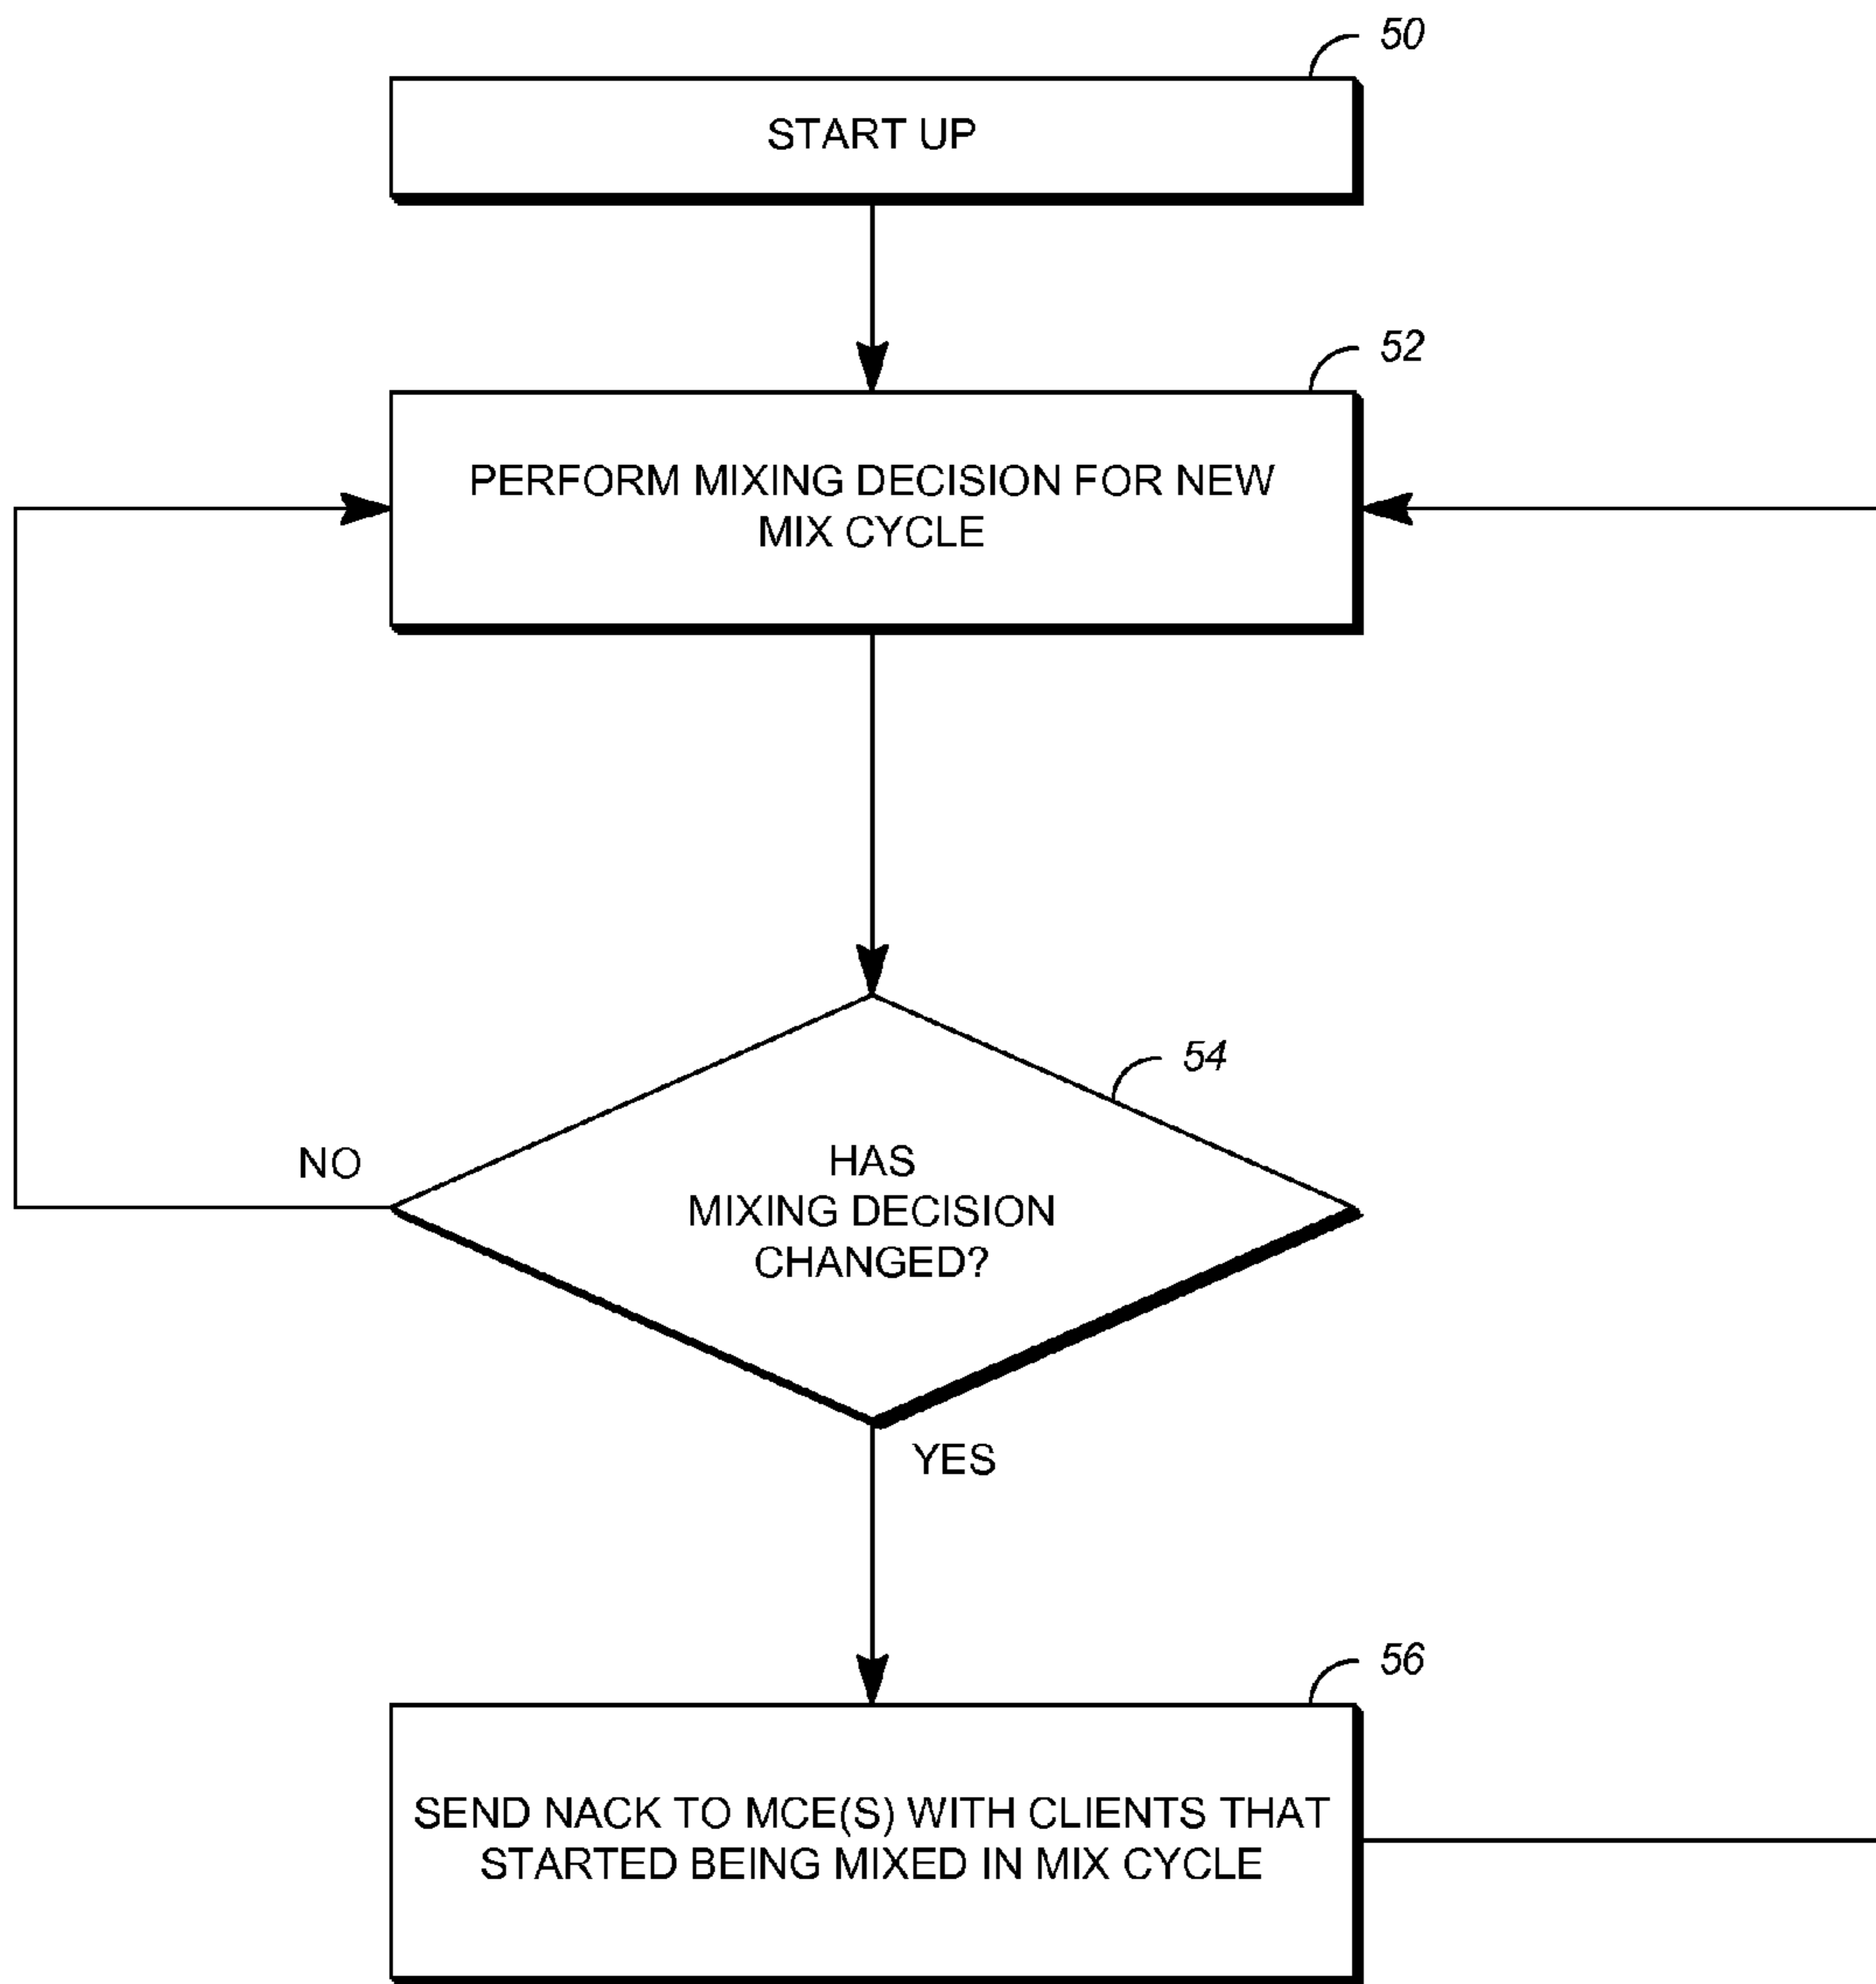 50
START UP
52
PERFORM MIXING DECISION FOR NEW
MIX CYCLE
54
NO
HAS
MIXING DECISION
CHANGED?
YES
56
SEND NACK TO MCE(S) WITH CLIENTS THAT
STARTED BEING MIXED IN MIX CYCLE